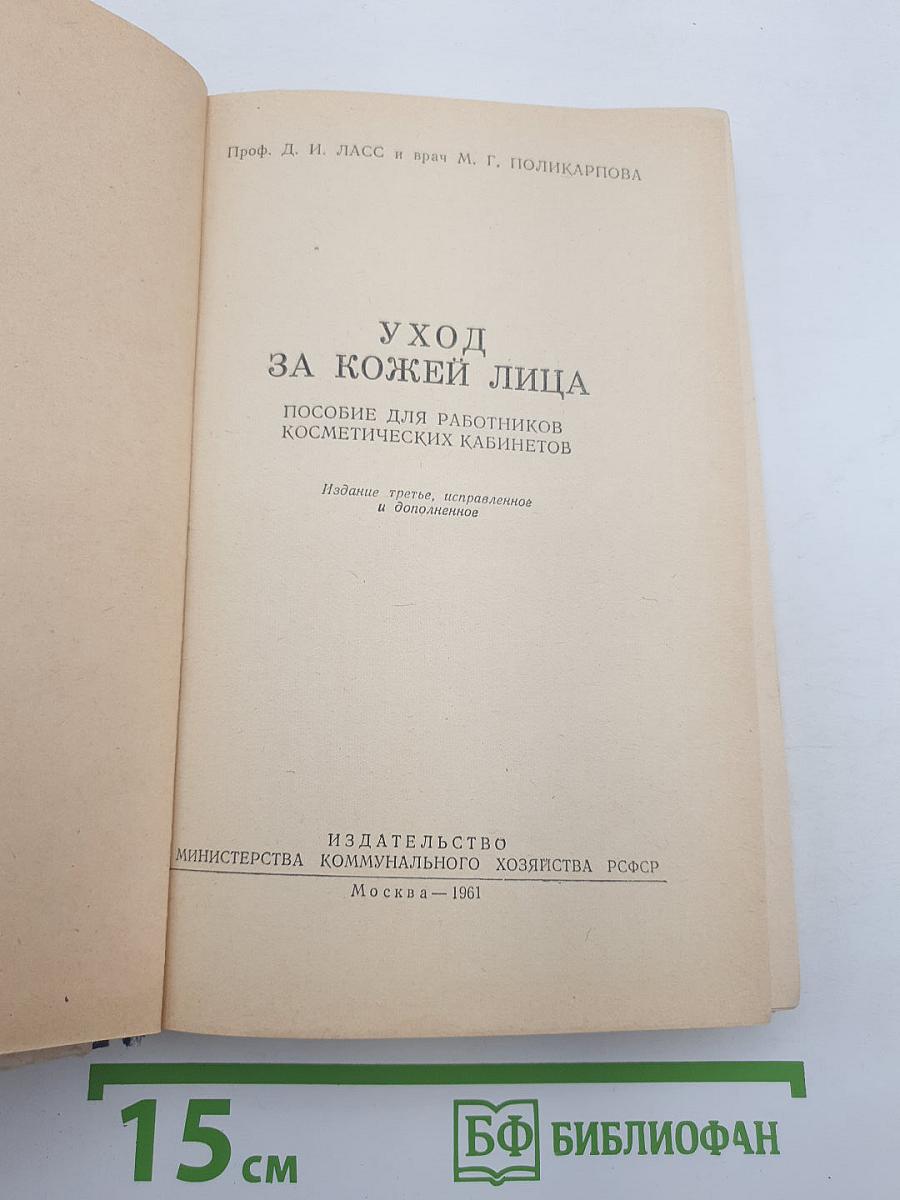 Проф. Д. И. ЛАСС и врач М. Г. ПОЛИКАРПОВА
УХОД
ЗА КОЖЕЙ ЛИЦА
ПОСОБИЕ ДЛЯ РАБОТНИКОВ
КОСМЕТИЧЕСКИХ КАБИНЕТОВ
Издание третье, исправленное
и дополненное
ИЗДАТЕЛЬСТВО
МИНИСТЕРСТВА КОММУНАЛЬНОГО ХОЗЯЙСТВА РСФСР
Москва—1961
15 см
БФ БИБЛИОФАН